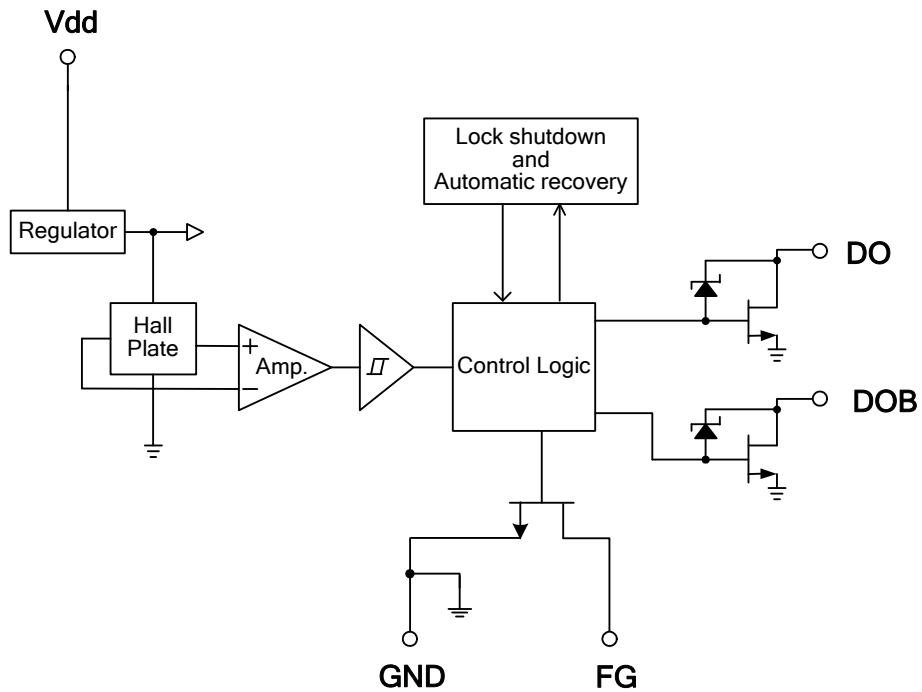 Vdd
Lock shutdown
and
Automatic recovery
Regulator
DO
Hall
Plate
+
Amp.
−
Control Logic
DOB
GND
FG